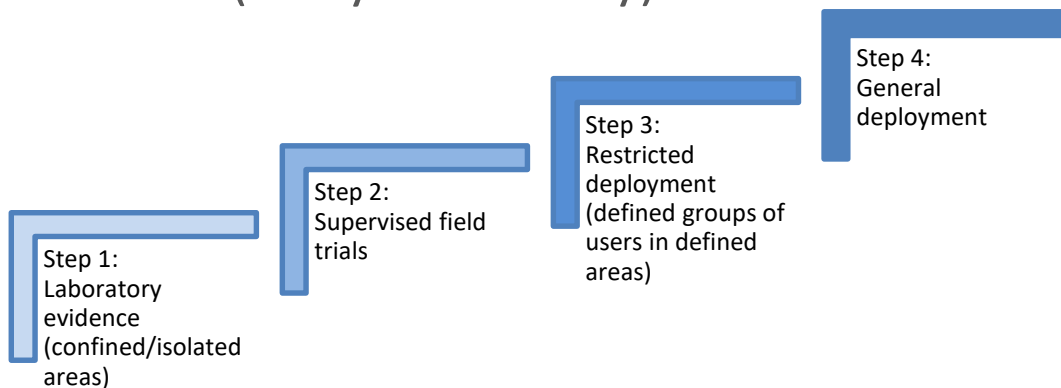 Step 1:
Laboratory
evidence
(confined/isolated
areas)
Step 2:
Supervised field
trials
Step 3:
Restricted
deployment
(defined groups of
users in defined
areas)
Step 4:
General
deployment